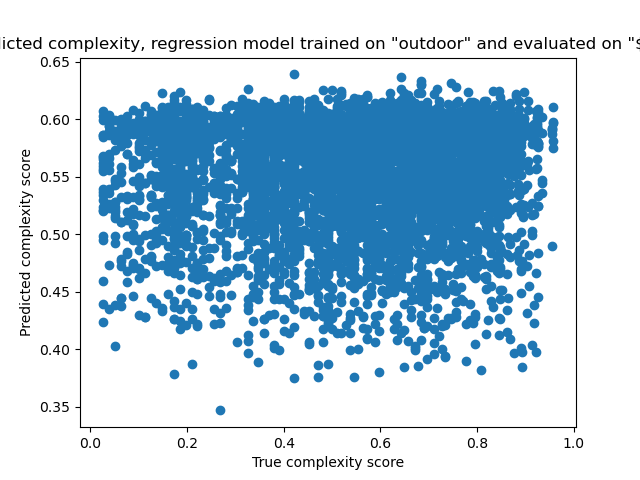 complexity, regression model trained on "outdoor" and evaluated on
Predicted complexity score
0.65
0.60
0.55
0.50
0.45
0.40
0.35
0.0 0.2 0.4 0.6 0.8 1.0
True complexity score